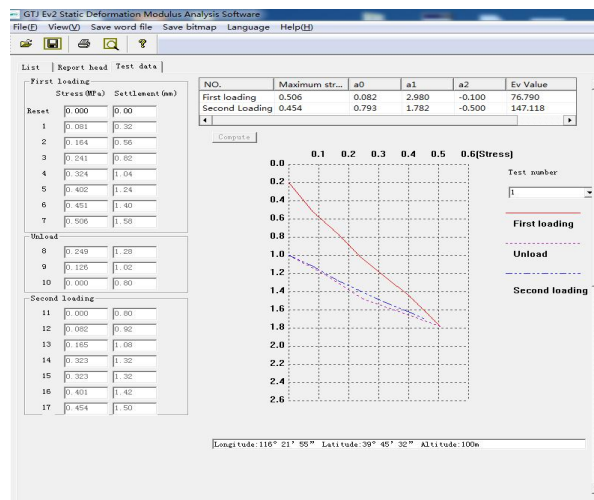 GTJ Ev2 Static Deformation Modulus Analysis Software
File(F) View(V) Save word file Save bitmap Language Help(H)
List Report head Test data
First loading
Stress(MPa) Settlement(mm)
Reset 0.000 0.00
1 0.081 0.32
2 0.164 0.56
3 0.241 0.82
4 0.324 1.04
5 0.402 1.24
6 0.451 1.40
7 0.506 1.58
Unload
8 0.249 1.28
9 0.126 1.02
10 0.000 0.80
Second loading
11 0.000 0.80
12 0.082 0.92
13 0.165 1.08
14 0.323 1.32
15 0.323 1.32
16 0.401 1.42
17 0.454 1.50
NO. Maximum str... a0 a1 a2 Ev Value
First loading 0.506 0.082 2.980 -0.100 76.790
Second Loading 0.454 0.793 1.782 -0.500 147.118
Compute
0.1 0.2 0.3 0.4 0.5 0.6(Stress)
0.0
0.2
0.4
0.6
0.8
1.0
1.2
1.4
1.6
1.8
2.0
2.2
2.4
2.6
Test number
1
First loading
Unload
Second loading
Longitude:116° 21' 55" Latitude:39° 45' 32" Altitude:100m